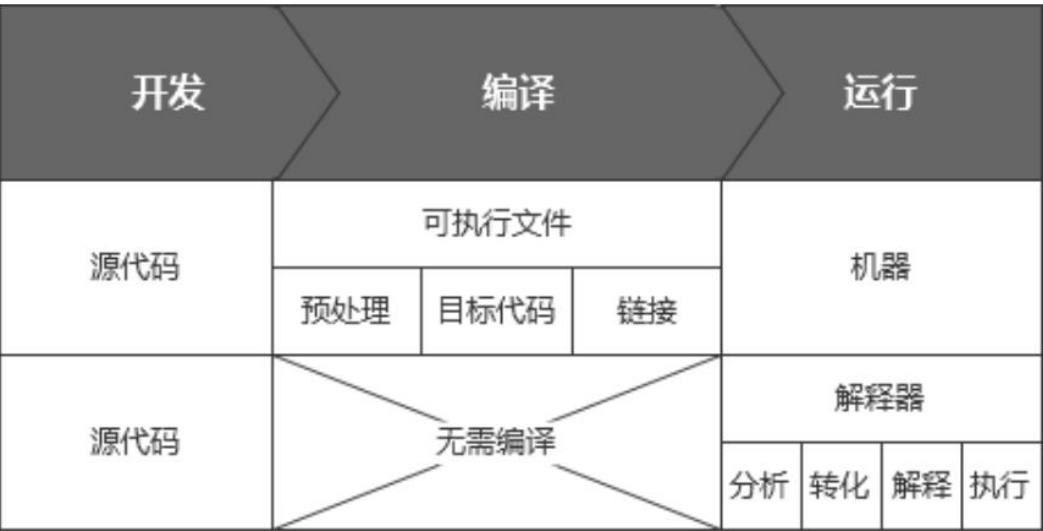 开发 编译 运行
源代码 可执行文件 机器
预处理 目标代码 链接
源代码 无需编译 解释器
分析 转化 解释 执行